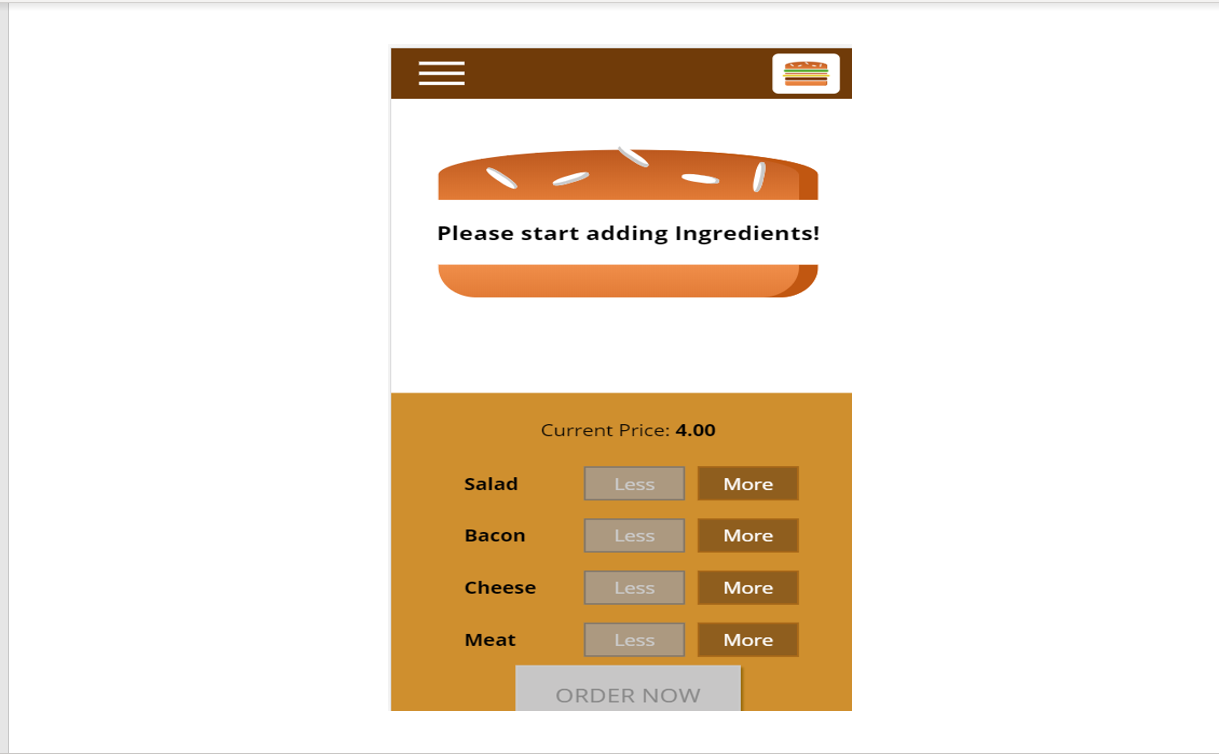 Please start adding Ingredients!
Current Price: 4.00
Salad Less More
Bacon Less More
Cheese Less More
Meat Less More
ORDER NOW